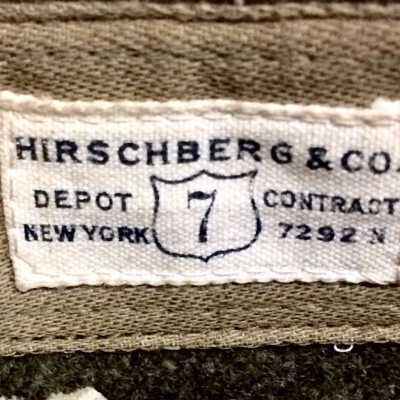 HIRSCHBERG & CO.
DEPOT 7 CONTRACT
NEW YORK 7292 N